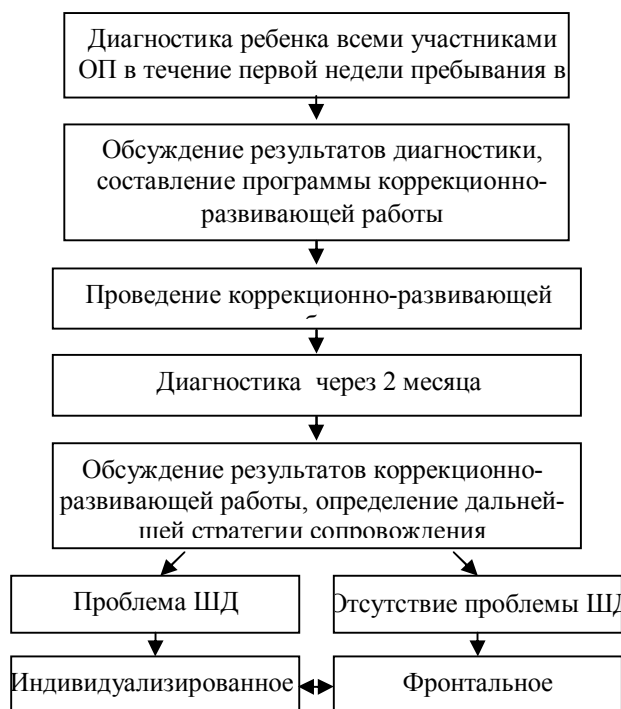 Диагностика ребенка всеми участниками
ОП в течение первой недели пребывания в
Обсуждение результатов диагностики,
составление программы коррекционно-
развивающей работы
Проведение коррекционно-развивающей
Диагностика через 2 месяца
Обсуждение результатов коррекционно-
развивающей работы, определение дальней-
шей стратегии сопровождения
Проблема ШД
Отсутствие проблемы ШД
Индивидуализированное
Фронтальное